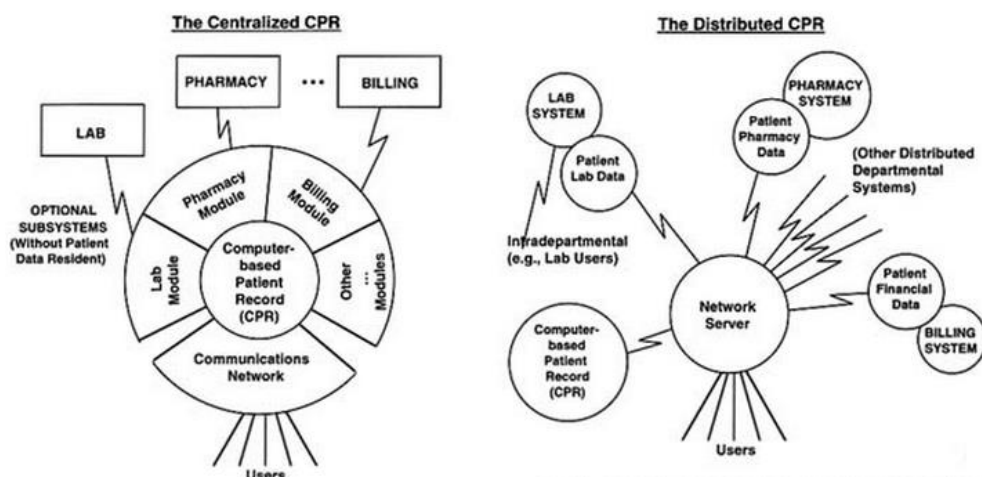 The Centralized CPR
PHARMACY
•••
BILLING
LAB
OPTIONAL
SUBSYSTEMS
(Without Patient
Data Resident)
Pharmacy
Module
Billing
Module
Lab
Module
Computer-
based
Patient
Record
(CPR)
Other
•••
Modules
Communications
Network
Users
The Distributed CPR
LAB
SYSTEM
Patient
Lab Data
PHARMACY
SYSTEM
Patient
Pharmacy
Data
(Other Distributed
Departmental
Systems)
Intradepartmental
(e.g., Lab Users)
Network
Server
Patient
Financial
Data
BILLING
SYSTEM
Computer-
based
Patient
Record
(CPR)
Users